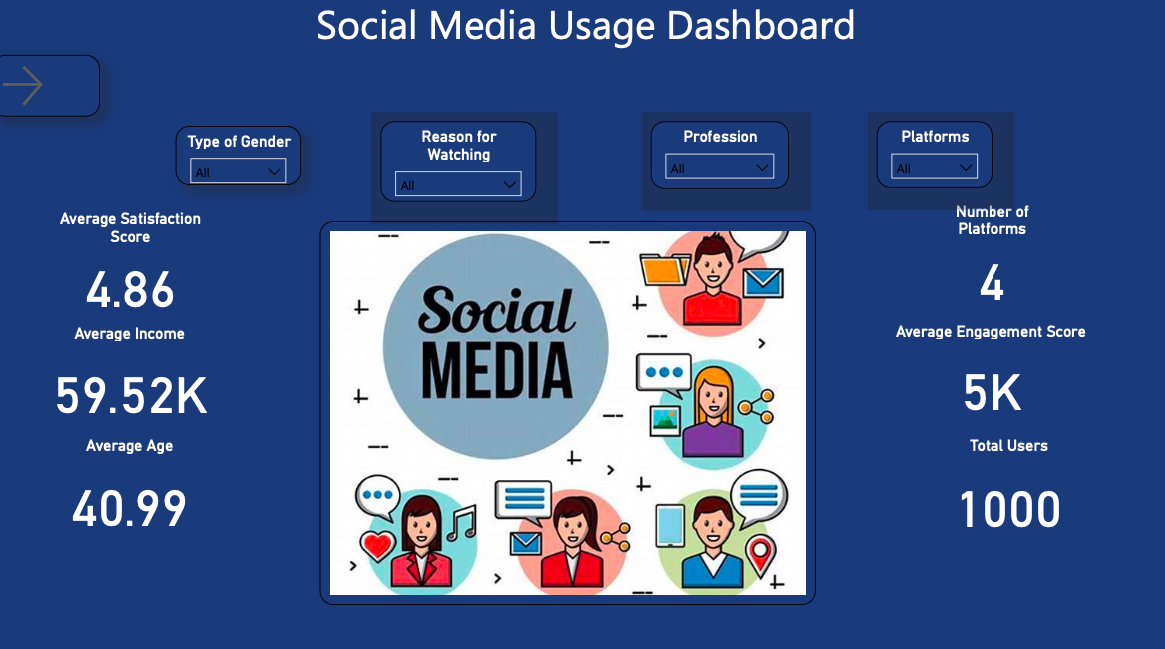 Social Media Usage Dashboard
Type of Gender
All
Reason for
Watching
All
Profession
All
Platforms
All
Average Satisfaction
Score
4.86
Average Income
59.52K
Average Age
40.99
Social
MEDIA
Number of
Platforms
4
Average Engagement Score
5K
Total Users
1000